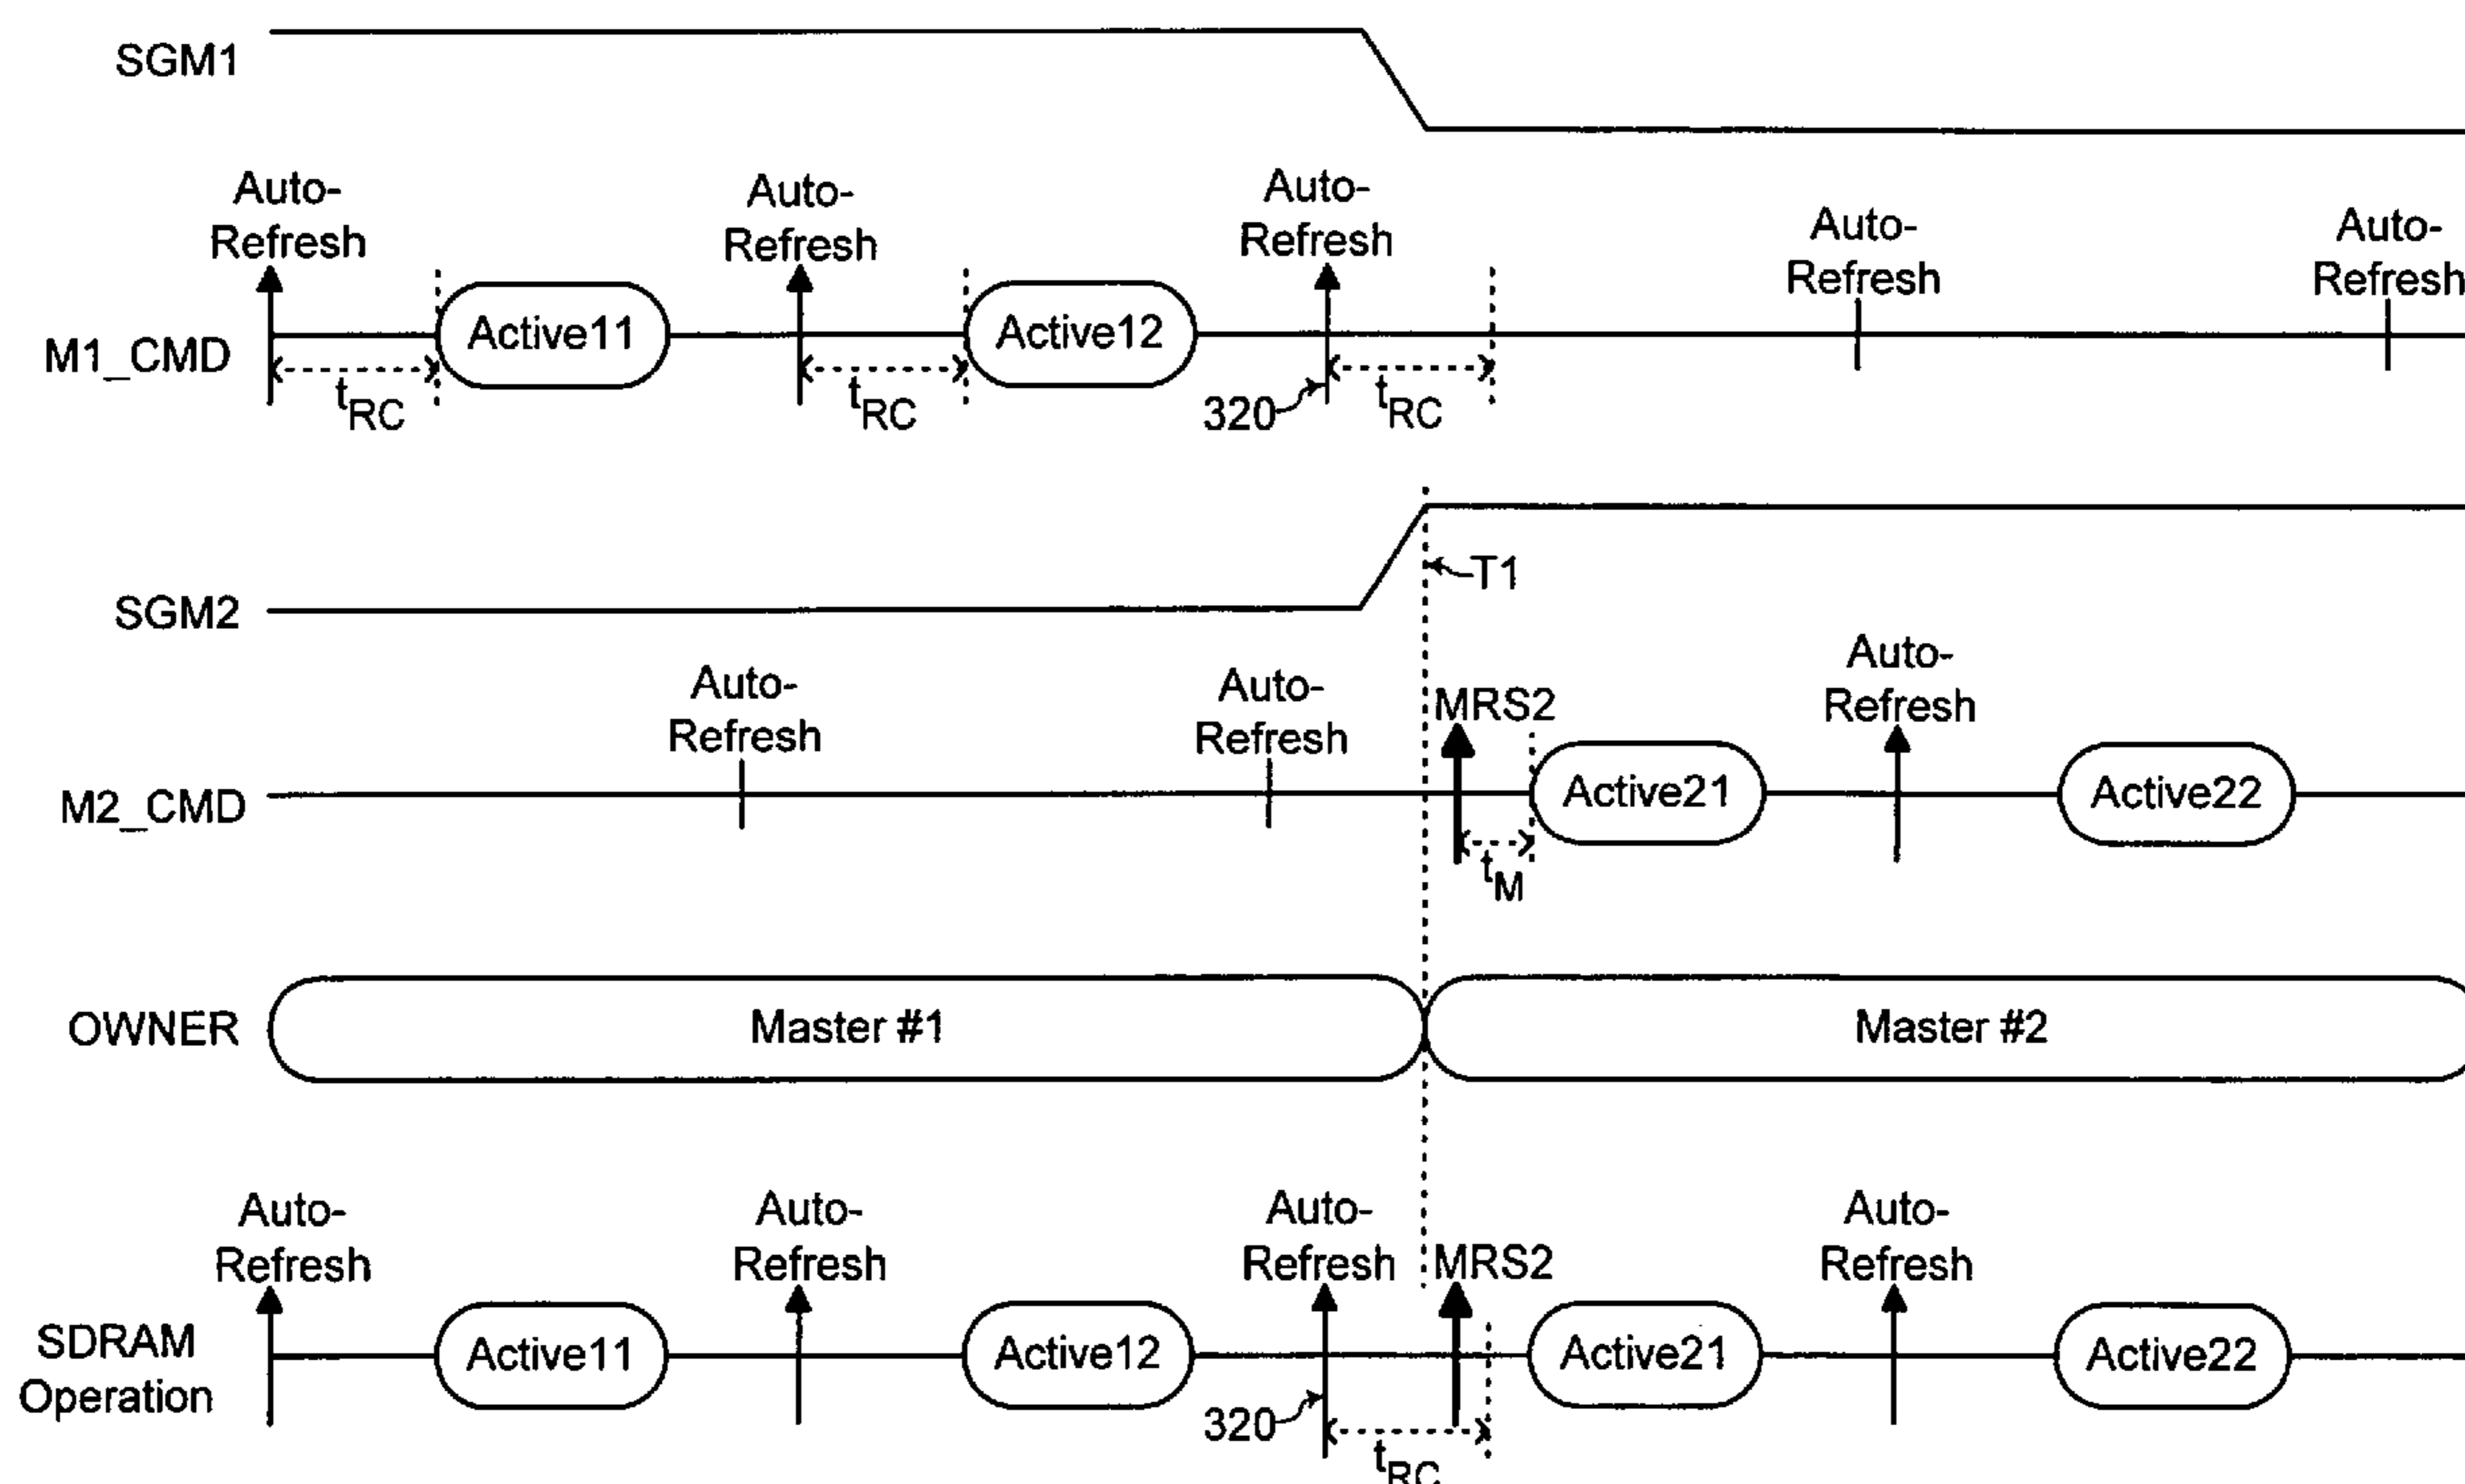 SGM1
Auto-
Refresh
Auto-
Refresh
Auto-
Refresh
Auto-
Refresh
Auto-
Refresh
M1_CMD
Active11
Active12
tRC
tRC
320
tRC
T1
SGM2
Auto-
Refresh
Auto-
Refresh
MRS2
Auto-
Refresh
M2_CMD
Active21
Active22
tM
OWNER
Master #1
Master #2
Auto-
Refresh
Auto-
Refresh
Auto-
Refresh
MRS2
Auto-
Refresh
SDRAM
Operation
Active11
Active12
Active21
Active22
320
tRC